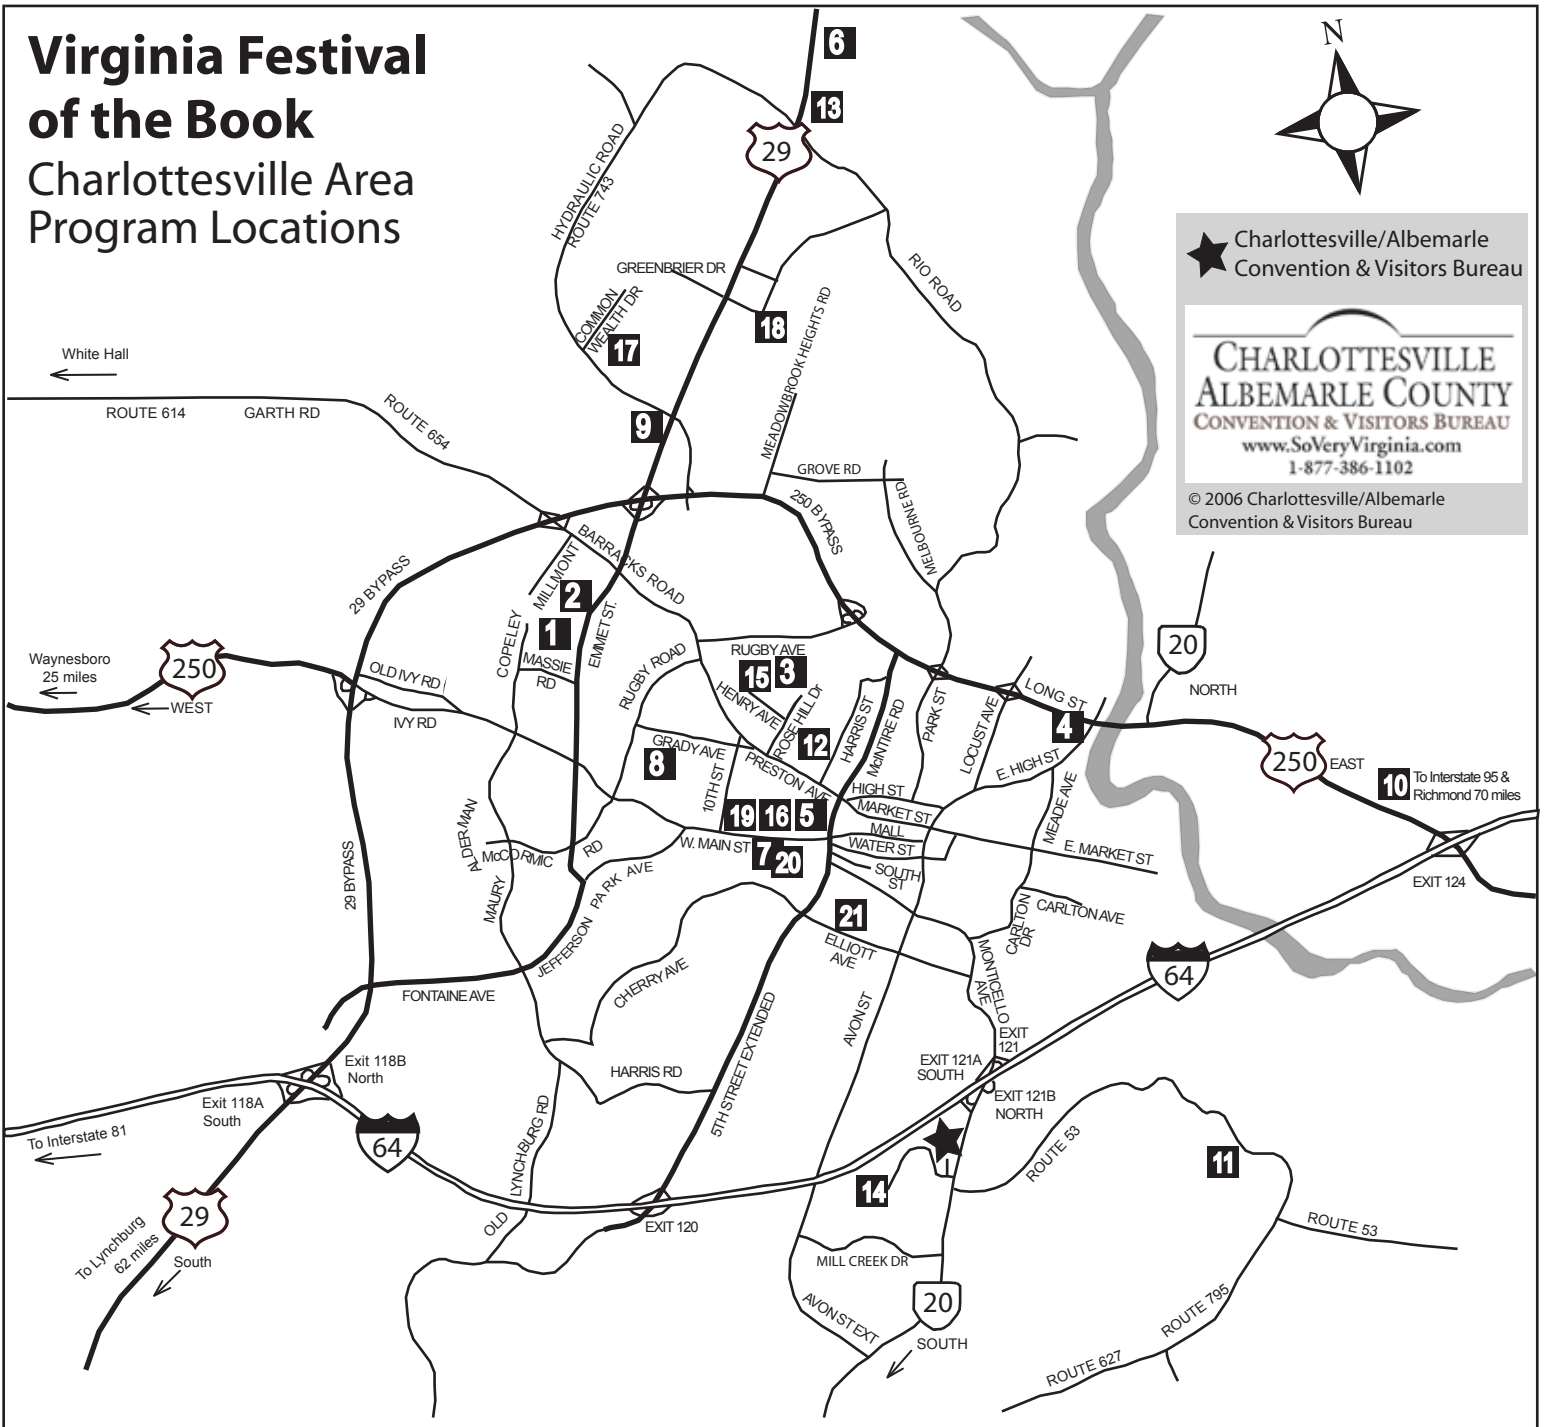 Virginia Festival
of the Book
Charlottesville Area
Program Locations
6
13
29
N
HYDRAULIC ROAD
ROUTE 743
GREENBRIER DR
COMMON
WEALTH DR
17
18
RIO ROAD
MEADOWBROOK HEIGHTS RD
Charlottesville/Albemarle
Convention & Visitors Bureau
CHARLOTTESVILLE
ALBEMARLE COUNTY
CONVENTION & VISITORS BUREAU
www.SoVeryVirginia.com
1-877-386-1102
© 2006 Charlottesville/Albemarle
Convention & Visitors Bureau
White Hall
ROUTE 614
GARTH RD
ROUTE 654
9
GROVE RD
MELBOURNE RD
MELBOURNE
250 BYPASS
29 BYPASS
BARRACKS ROAD
MILLMONT
2
1
EMMET ST.
COPELEY
MASSIE
RD
Waynesboro
25 miles
250
WEST
OLD IVY RD
IVY RD
RUGBY ROAD
RUGBY AVE
15
3
HENRY AVE
ROSE HILL Dr
12
HARRIS ST
McINTIRE RD
PARK ST
LOCUST AVE
LONG ST
4
20
NORTH
E. HIGH ST
250
EAST
10
To Interstate 95 &
Richmond 70 miles
GRADY AVE
8
10TH ST
PRESTON AVE
HIGH ST
MARKET ST
MALL
WATER ST
SOUTH
ST
MEADE AVE
E. MARKET ST
19
16
5
W. MAIN ST
7
20
ALDERMAN
McCORMIC
RD
29 BYPASS
MAURY
JEFFERSON PARK AVE
21
ELLIOTT
AVE
CARLTON AVE
CARLTON
DR
MONTICELLO
AVE
EXIT 124
64
FONTAINE AVE
CHERRY AVE
5TH STREET EXTENDED
AVON ST
EXIT
121
EXIT 121A
SOUTH
EXIT 121B
NORTH
Exit 118B
North
Exit 118A
South
HARRIS RD
To Interstate 81
64
OLD
LYNCHBURG RD
ROUTE 53
11
14
29
To Lynchburg
62 miles
South
EXIT 120
ROUTE 53
MILL CREEK DR
20
AVON ST EXT
SOUTH
ROUTE 795
ROUTE 627